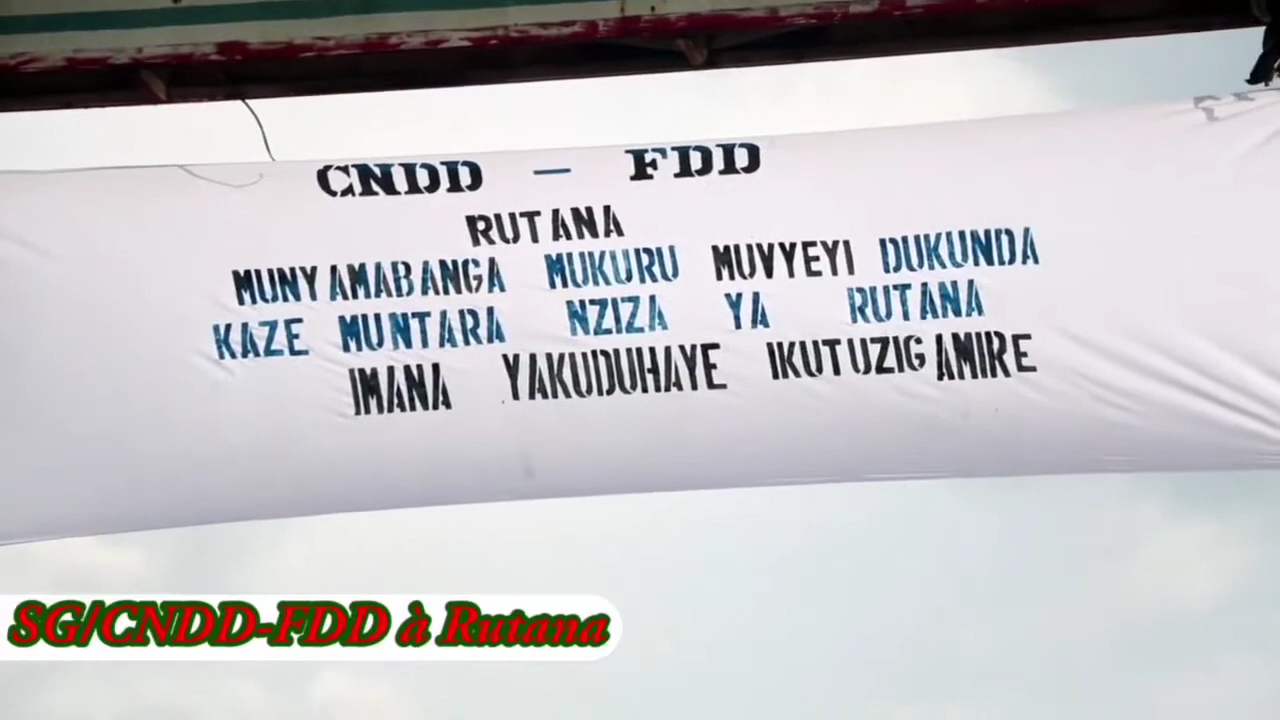 CNDD - FDD
RUTANA
MUNYAMABANGA MUKURU MUVYEYI DUKUNDA
KAZE MUNTARA NZIZA YA RUTANA
IMANA YAKUDUHAYE IKUTUZIGAMIRE
SG/CNDD-FDD à Rutana